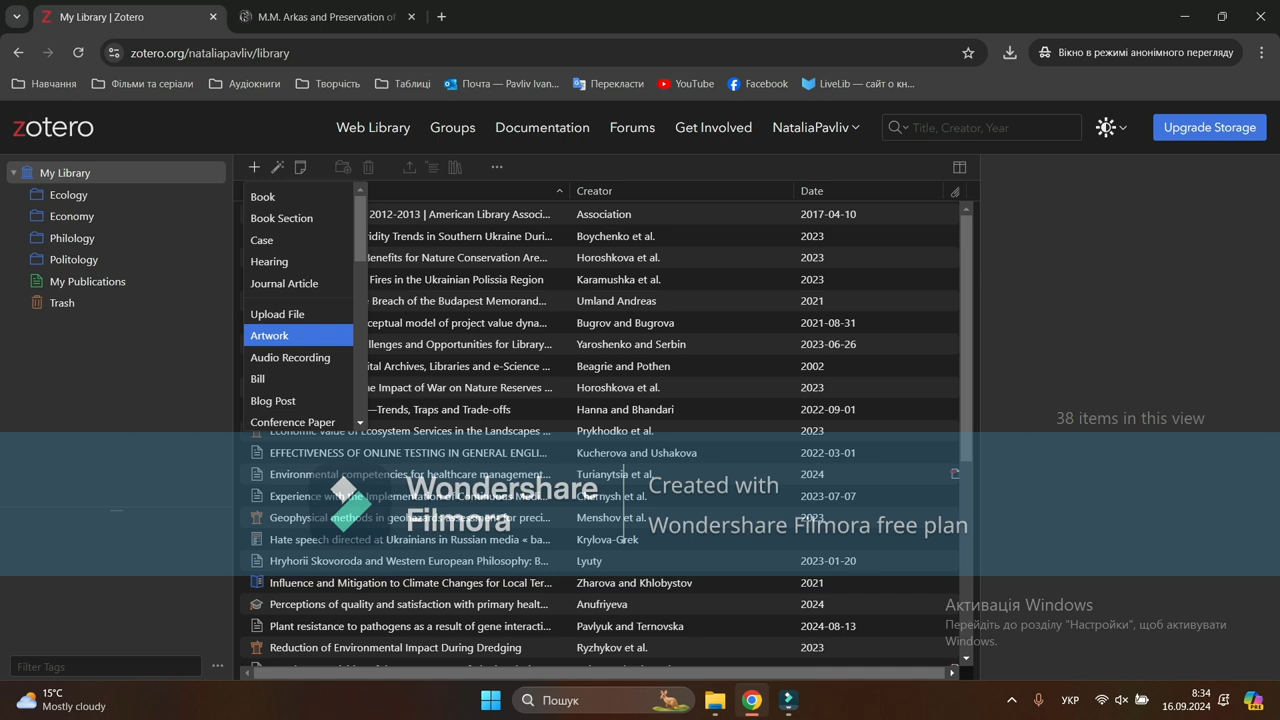 My Library | Zotero
M.M. Arkas and Preservation of
zotero.org/nataliapavliv/library
Вікно в режимі анонімного перегляду
Навчання
Фільми та серіали
Аудіокниги
Творчість
Таблиці
Почта — Pavliv Ivan...
Перекласти
YouTube
Facebook
LiveLib — сайт о кн...
zotero
Web Library
Groups
Documentation
Forums
Get Involved
NataliaPavliv
Title, Creator, Year
Upgrade Storage
My Library
Ecology
Economy
Philology
Politology
My Publications
Trash
Filter Tags
Book
Book Section
Case
Hearing
Journal Article
Upload File
Artwork
Audio Recording
Bill
Blog Post
Conference Paper
Creator Date
2012-2013 | American Library Associ... Association 2017-04-10
ridity Trends in Southern Ukraine Duri... Boychenko et al. 2023
Benefits for Nature Conservation Are... Horoshkova et al. 2023
Fires in the Ukrainian Polissia Region Karamushka et al. 2023
Breach of the Budapest Memorand... Umland Andreas 2021
ceptual model of project value dyna... Bugrov and Bugrova 2021-08-31
llenges and Opportunities for Library... Yaroshenko and Serbin 2023-06-26
ital Archives, Libraries and e-Science ... Beagrie and Pothen 2002
e Impact of War on Nature Reserves ... Horoshkova et al. 2023
—Trends, Traps and Trade-offs Hanna and Bhandari 2022-09-01
Economic Value of Ecosystem Services in the Landscapes ... Prykhodko et al. 2023
EFFECTIVENESS OF ONLINE TESTING IN GENERAL ENGLI... Kucherova and Ushakova 2022-03-01
Environmental competencies for healthcare management... Turianytsia et al. 2024
Experience with the Implementation of Continuous Medi... Chernysh et al. 2023-07-07
Geophysical methods in geohazards assessment for preci... Menshov et al. 2023
Hate speech directed at Ukrainians in Russian media « ba... Krylova-Grek
Hryhorii Skovoroda and Western European Philosophy: B... Lyuty 2023-01-20
Influence and Mitigation to Climate Changes for Local Ter... Zharova and Khlobystov 2021
Perceptions of quality and satisfaction with primary healt... Anufriyeva 2024
Plant resistance to pathogens as a result of gene interacti... Pavlyuk and Ternovska 2024-08-13
Reduction of Environmental Impact During Dredging Ryzhykov et al. 2023
38 items in this view
Wondershare
Filmora
Created with
Wondershare Filmora free plan
Активація Windows
Перейдіть до розділу "Настройки", щоб активувати
Windows.
15°C
Mostly cloudy
Пошук
УКР
8:34
16.09.2024